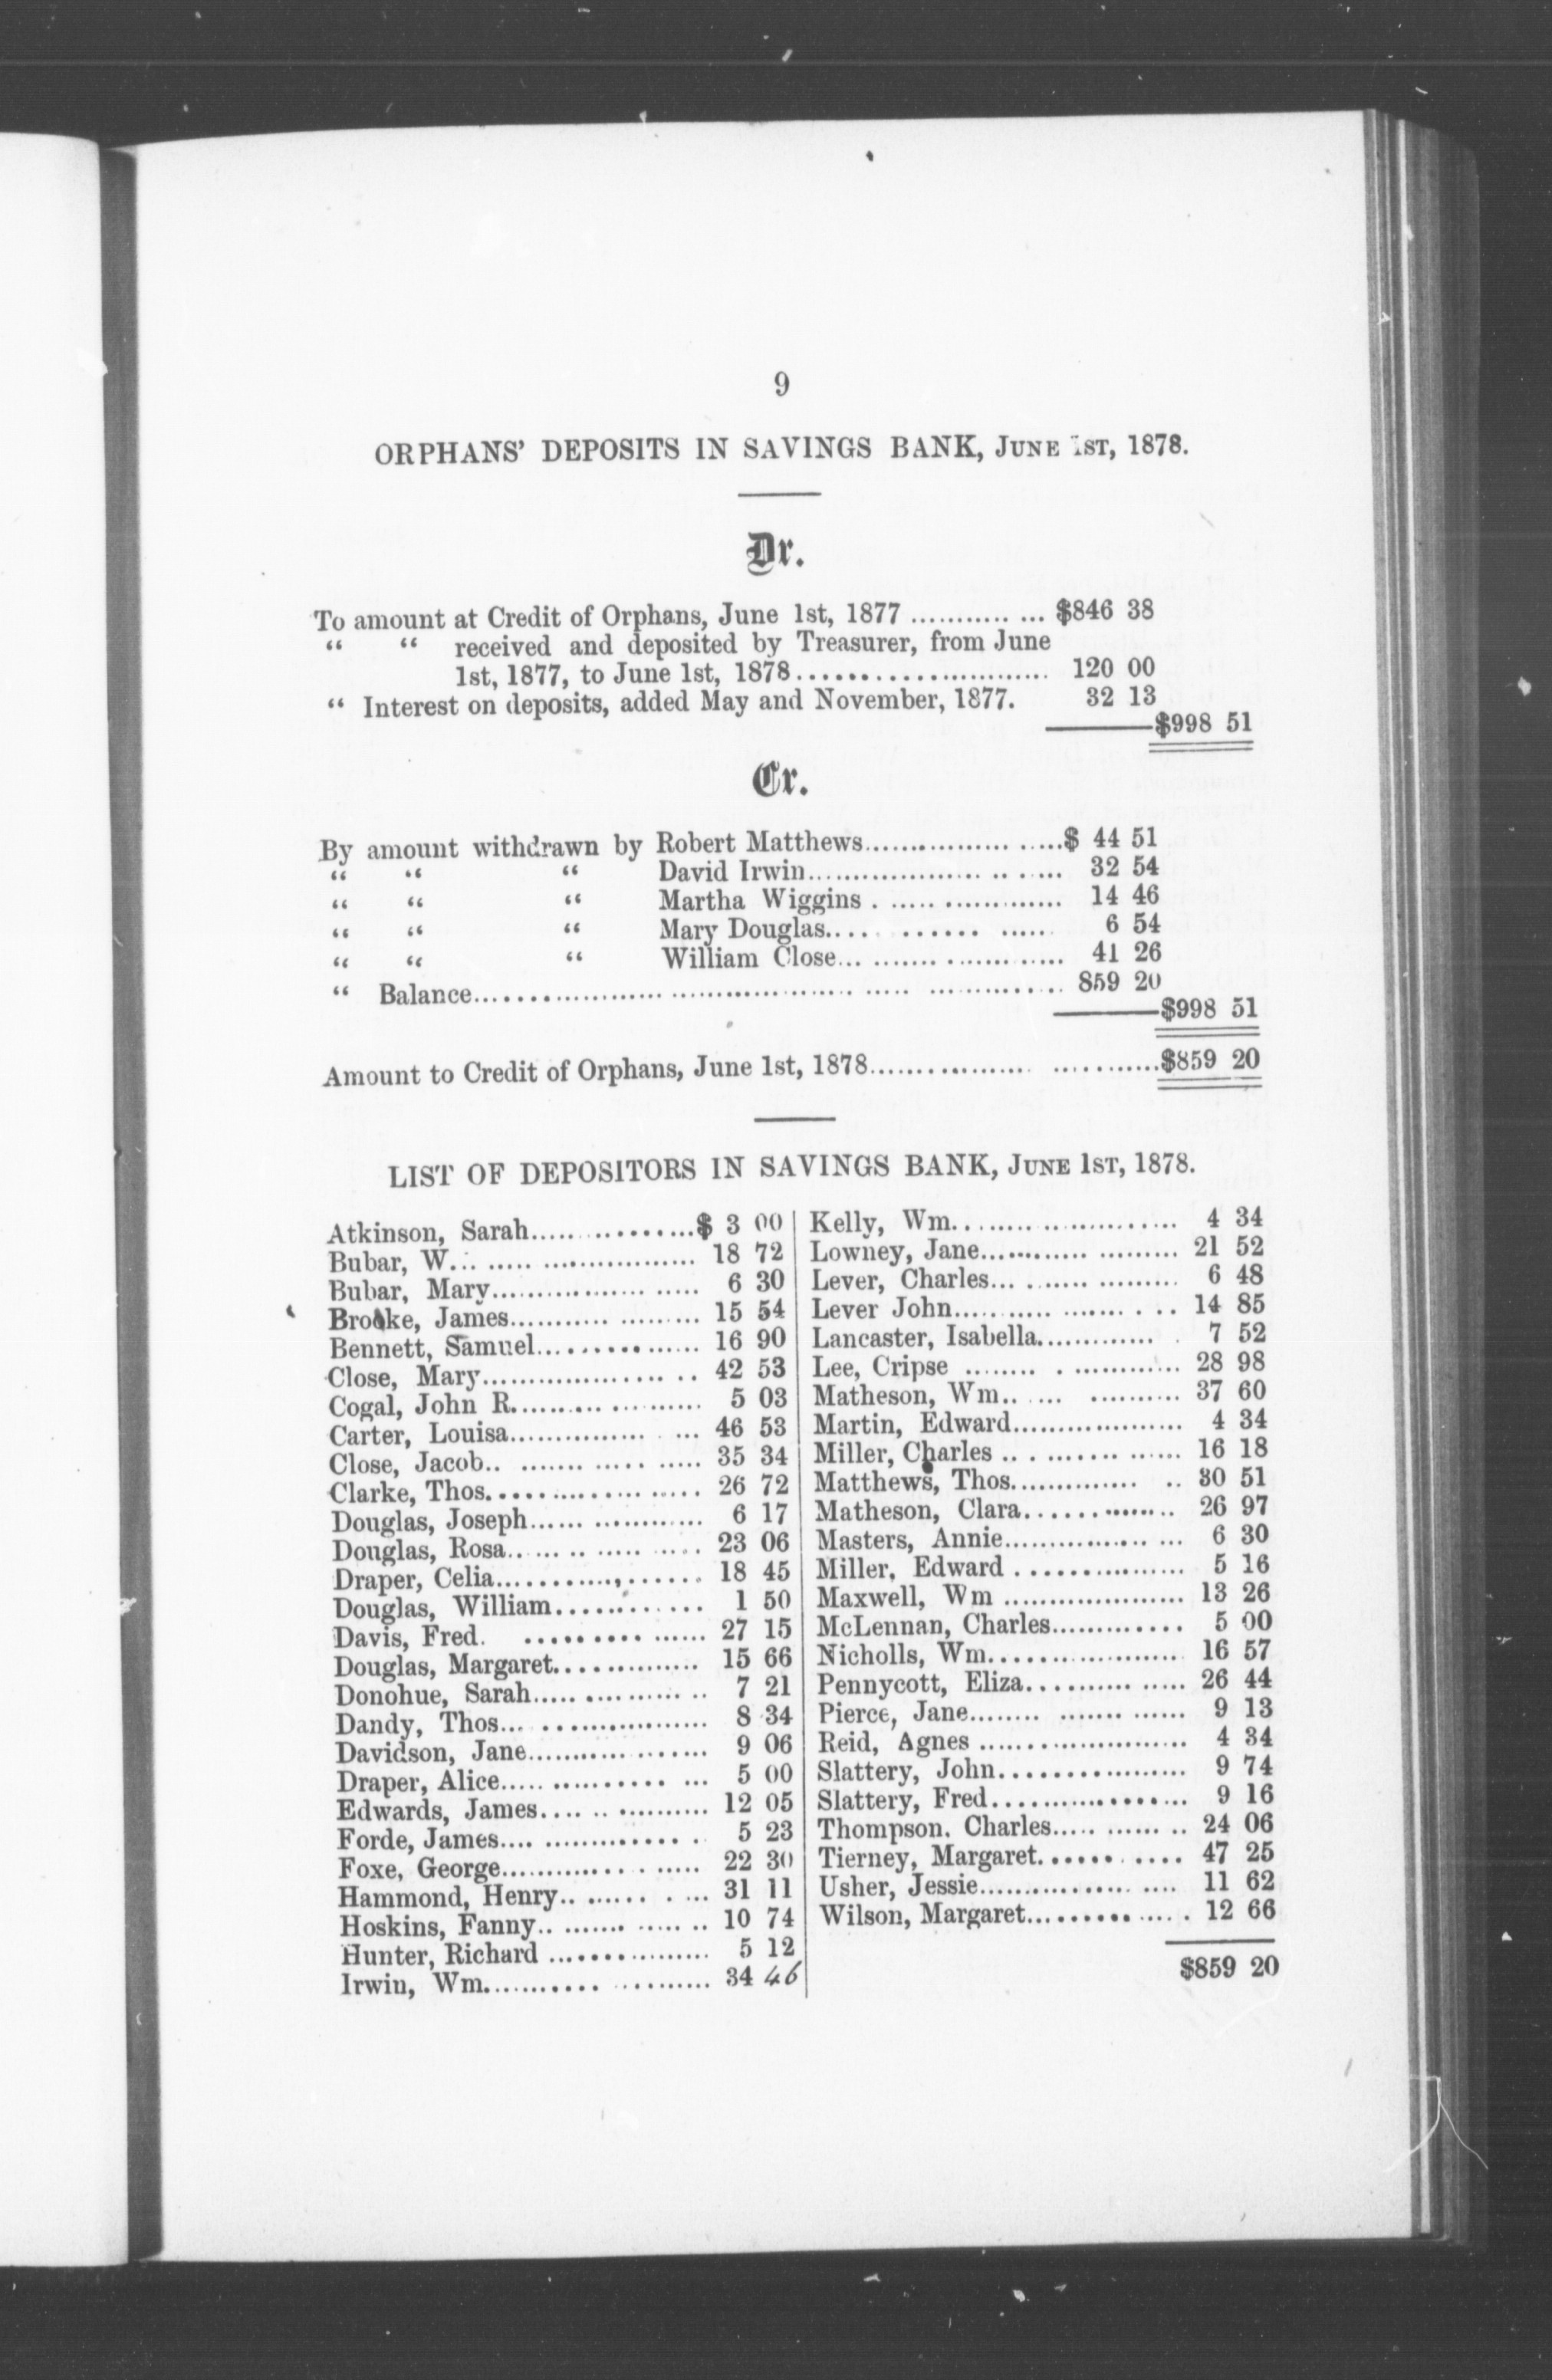 9
ORPHANS' DEPOSITS IN SAVINGS BANK, JUNE 1ST, 1878.
Dr.
To amount at Credit of Orphans, June 1st, 1877 ............ ... $846 38
“ “ received and deposited by Treasurer, from June
1st, 1877, to June 1st, 1878........................ 120 00
“ Interest on deposits, added May and November, 1877. 32 13
$998 51
Cr.
By amount withdrawn by Robert Matthews................ .....$ 44 51
“ “ “ David Irwin.................... .. ..... 32 54
“ “ “ Martha Wiggins . ..... ............. 14 46
“ “ “ Mary Douglas.... ....... ...... 6 54
“ “ “ William Close... ........ ............ 41 26
“ Balance.................... .................... ..... ............. 859 20
$998 51
Amount to Credit of Orphans, June 1st, 1878.................. ...........$859 20
LIST OF DEPOSITORS IN SAVINGS BANK, JUNE 1ST, 1878.
Atkinson, Sarah................$ 3 00
Bubar, W... ..... ................. 18 72
Bubar, Mary................. ..... 6 30
Brooke, James........... ......... 15 54
Bennett, Samuel................ 16 90
Close, Mary................... .. 42 53
Cogal, John R.......... .......... 5 03
Carter, Louisa............... . ... 46 53
Close, Jacob.. ....... ..... ..... 35 34
Clarke, Thos................ ..... 26 72
Douglas, Joseph...... ............ 6 17
Douglas, Rosa..... .. ..... ..... 23 06
Draper, Celia...........,....... 18 45
Douglas, William............. 1 50
Davis, Fred. ......... ...... 27 15
Douglas, Margaret............... 15 66
Donohue, Sarah..... .......... .. 7 21
Dandy, Thos... ................. 8 34
Davidson, Jane........... ....... 9 06
Draper, Alice..... .......... ... 5 00
Edwards, James.... .. .......... 12 05
Forde, James.... ............. . 5 23
Foxe, George............. . ..... 22 30
Hammond, Henry.. ...... . ... 31 11
Hoskins, Fanny.. ....... ..... .. 10 74
Hunter, Richard ................ 5 12
Irwin, Wm........... .......... 34 46
Kelly, Wm........ .............. 4 34
Lowney, Jane........... ......... 21 52
Lever, Charles... ...... ......... 6 48
Lever John.......... ....... . .. 14 85
Lancaster, Isabella............. . 7 52
Lee, Cripse ........ . ............ 28 98
Matheson, Wm..... .......... 37 60
Martin, Edward................... 4 34
Miller, Charles .. . ........ ...... 16 18
Matthews, Thos.............. .. 30 51
Matheson, Clara............... 26 97
Masters, Annie............... ... 6 30
Miller, Edward ................ 5 16
Maxwell, Wm .................... 13 26
McLennan, Charles............. 5 00
Nicholls, Wm.................... 16 57
Pennycott, Eliza.......... ..... 26 44
Pierce, Jane........ ....... ...... 9 13
Reid, Agnes ...................... 4 34
Slattery, John................. 9 74
Slattery, Fred.................. 9 16
Thompson. Charles..... ...... .. 24 06
Tierney, Margaret...... .... 47 25
Usher, Jessie................ .... 11 62
Wilson, Margaret............. . 12 66
$859 20